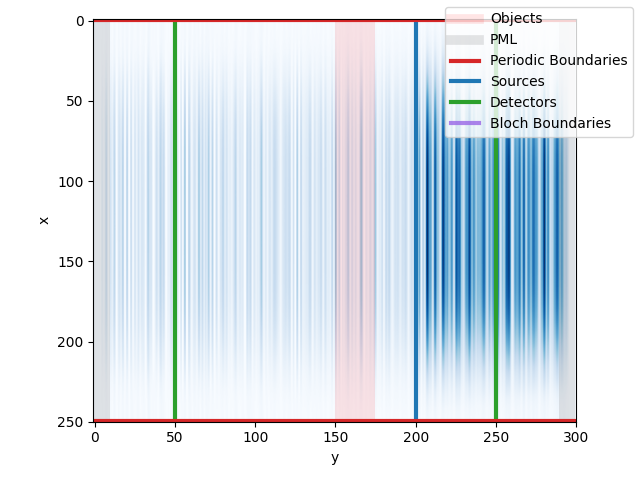 Objects
PML
Periodic Boundaries
Sources
Detectors
Bloch Boundaries
0
50
100
150
200
250
x
0
50
100
150
200
250
300
y